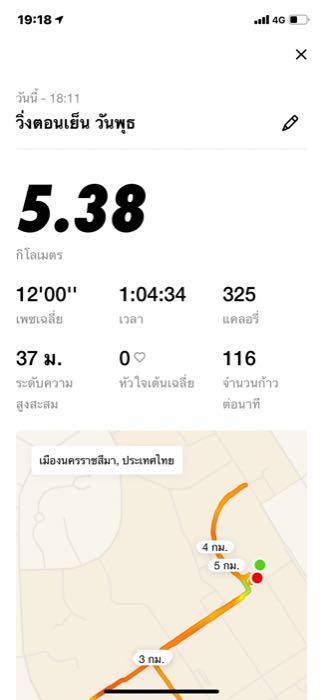 19:18
4G
วันนี้ - 18:11
วิ่งตอนเย็น วันพุธ
5.38
กิโลเมตร
12'00'' 1:04:34 325
เพซเฉลี่ย เวลา แคลอรี่
37 ม. 0 116
ระดับความ หัวใจเต้นเฉลี่ย จำนวนก้าว
สูงสะสม ต่อนาที
เมืองนครราชสีมา, ประเทศไทย
4 กม.
5 กม.
3 กม.